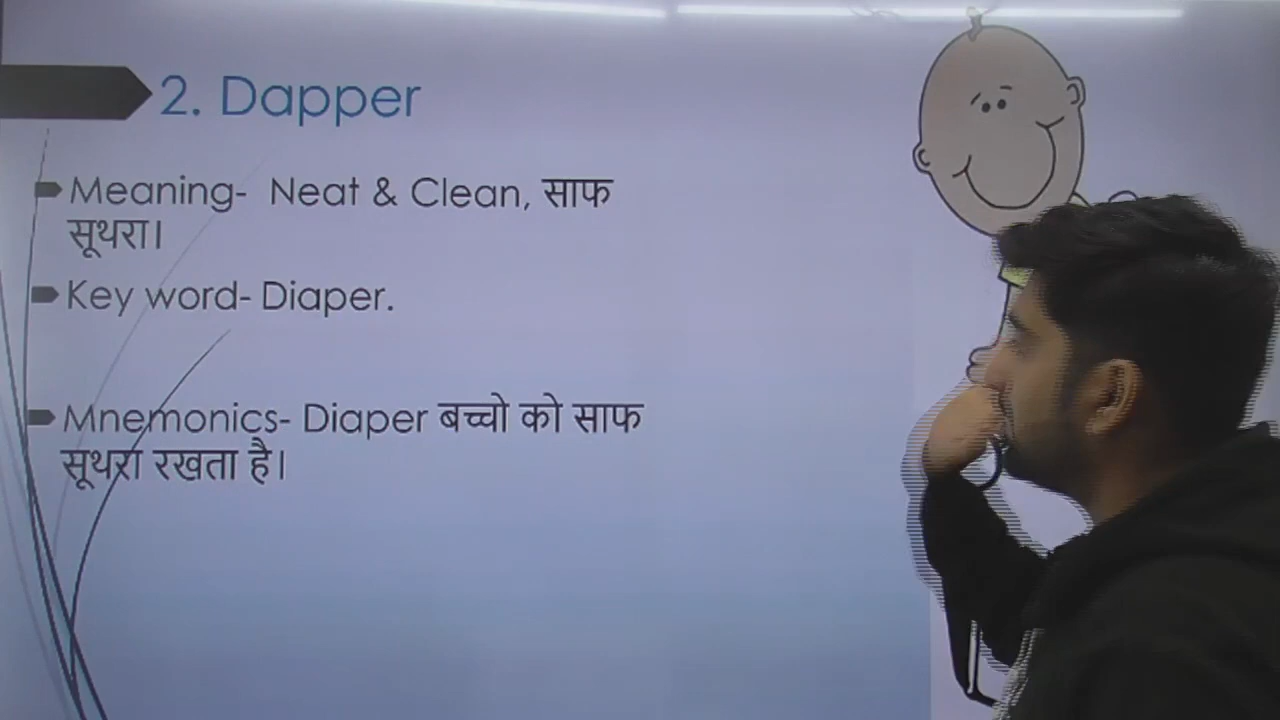 2. Dapper
Meaning- Neat & Clean, साफ
सूथरा।
Key word- Diaper.
Mnemonics- Diaper बच्चो को साफ
सूथरा रखता है।